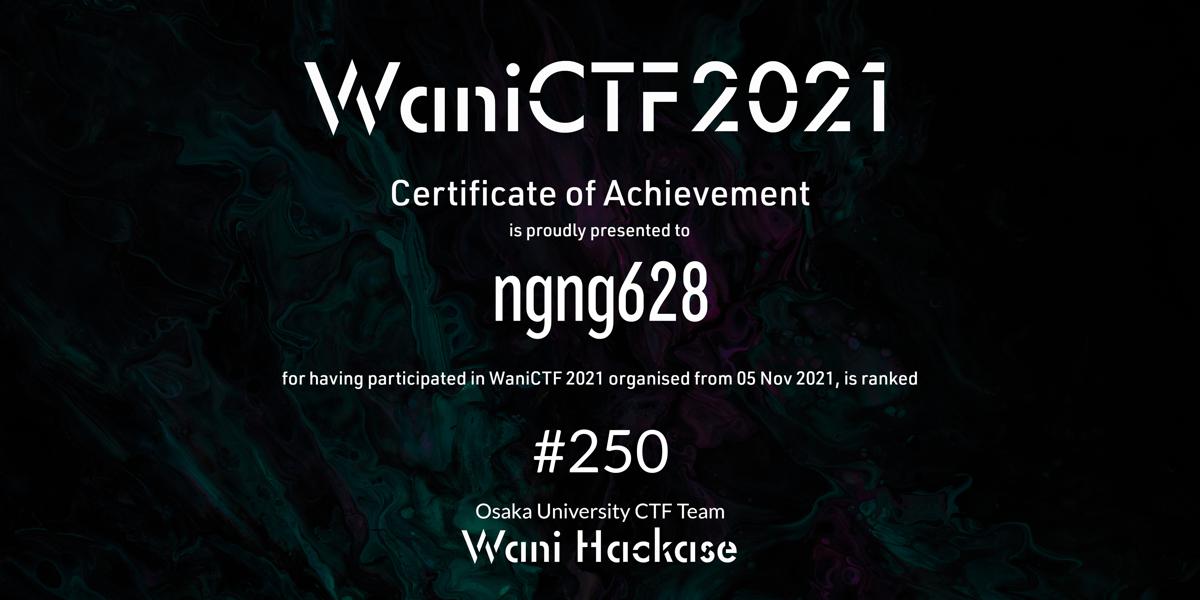 WaniCTF2021
Certificate of Achievement
is proudly presented to
ngng628
for having participated in WaniCTF 2021 organised from 05 Nov 2021, is ranked
#250
Osaka University CTF Team
Wani Hackase